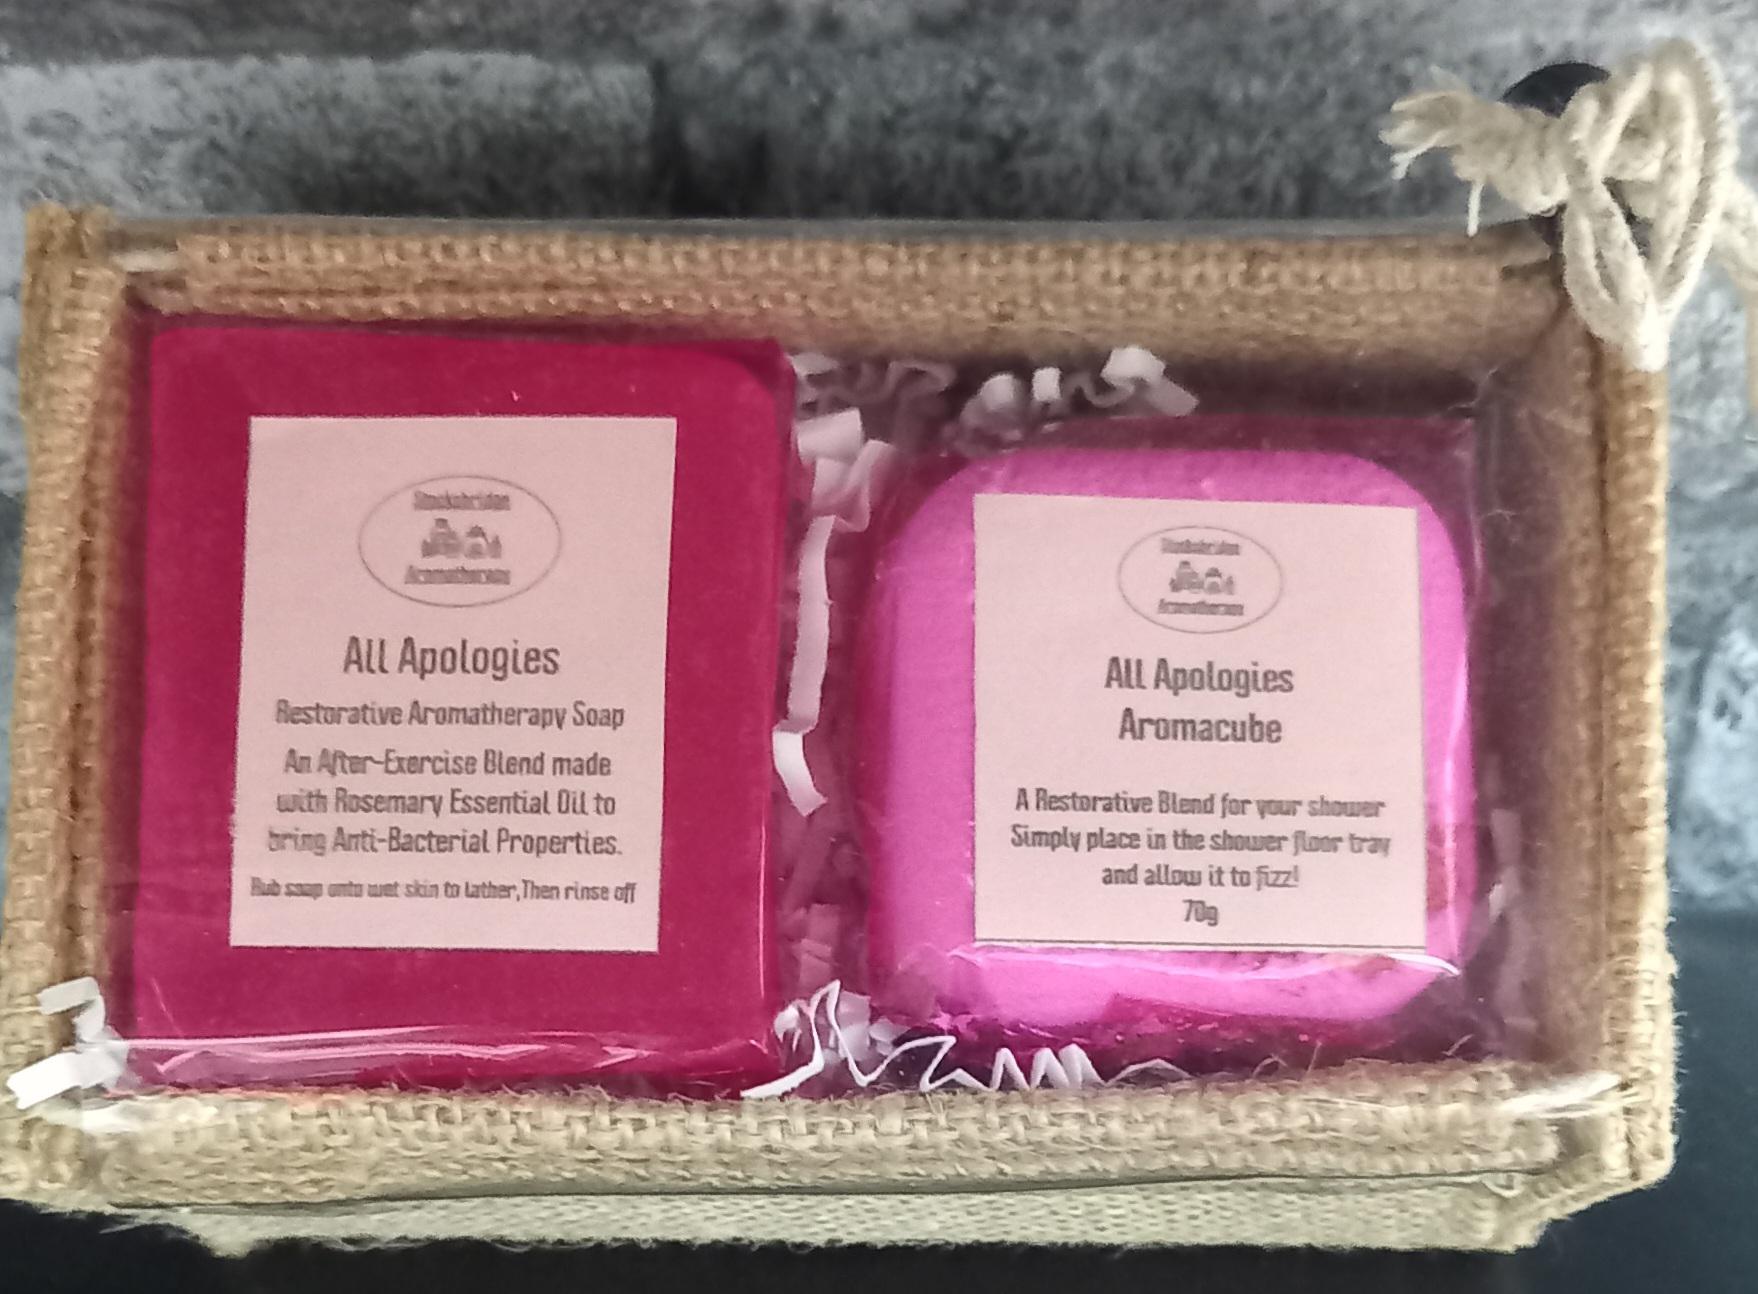 Aromatherapy
All Apologies
Restorative Aromatherapy Soap
An After-Exercise Blend made
with Rosemary Essential Oil to
bring Anti-Bacterial Properties.
Rub soap onto wet skin to lather,Then rinse off
Aromatherapy
All Apologies
Aromacube
A Restorative Blend for your shower
Simply place in the shower floor tray
and allow it to fizz!
70g